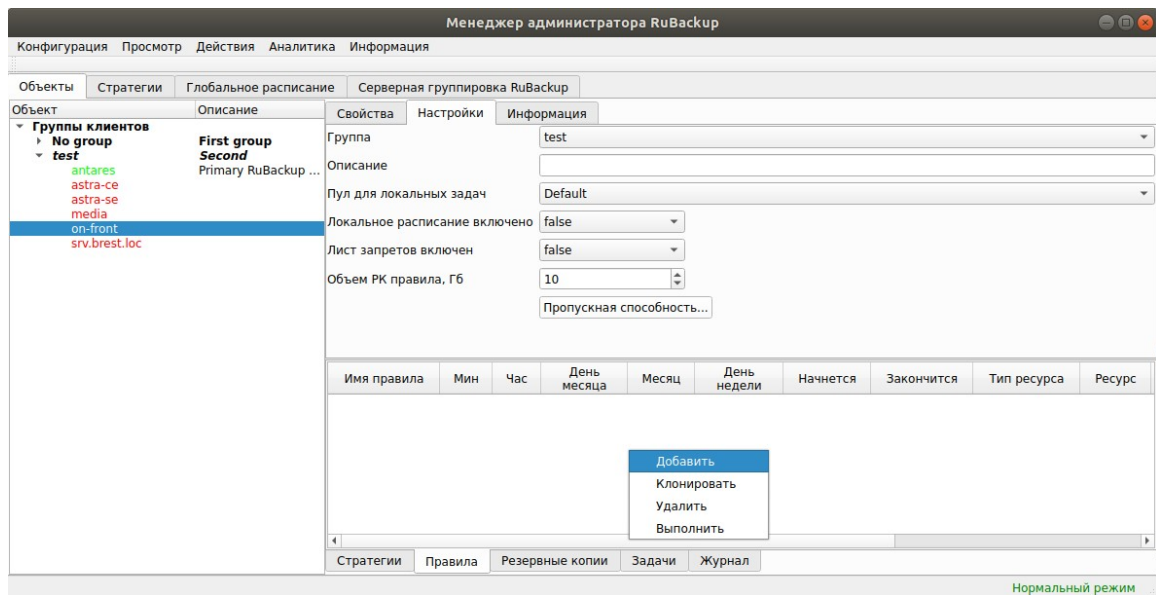 Менеджер администратора RuBackup
Конфигурация Просмотр Действия Аналитика Информация
Объекты Стратегии Глобальное расписание Серверная группировка RuBackup
Объект Описание
Группы клиентов
No group First group
test Second
antares Primary RuBackup ...
astra-ce
astra-se
media
on-front
srv.brest.loc
Свойства Настройки Информация
Группа test
Описание
Пул для локальных задач Default
Локальное расписание включено false
Лист запретов включен false
Объем РК правила, Гб 10
Пропускная способность...
Имя правила Мин Час День месяца Месяц День недели Начнется Закончится Тип ресурса Ресурс
Добавить
Клонировать
Удалить
Выполнить
Стратегии Правила Резервные копии Задачи Журнал
Нормальный режим